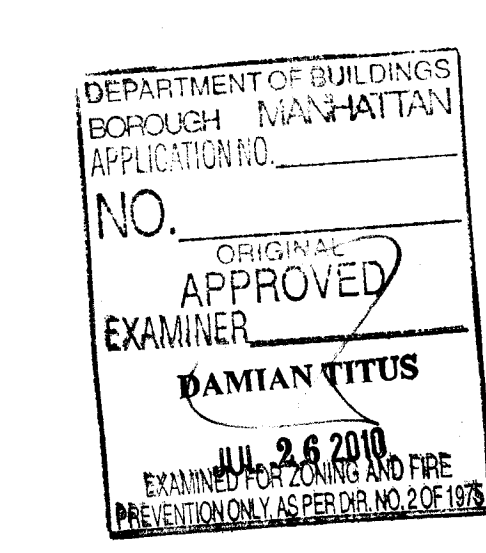 DEPARTMENT OF BUILDINGS
BOROUGH MANHATTAN
APPLICATION NO.
NO.
ORIGINAL
APPROVED
EXAMINER
DAMIAN TITUS
JUL 26 2010
EXAMINED FOR ZONING AND FIRE
PREVENTION ONLY, AS PER DIR. NO. 2 OF 1975